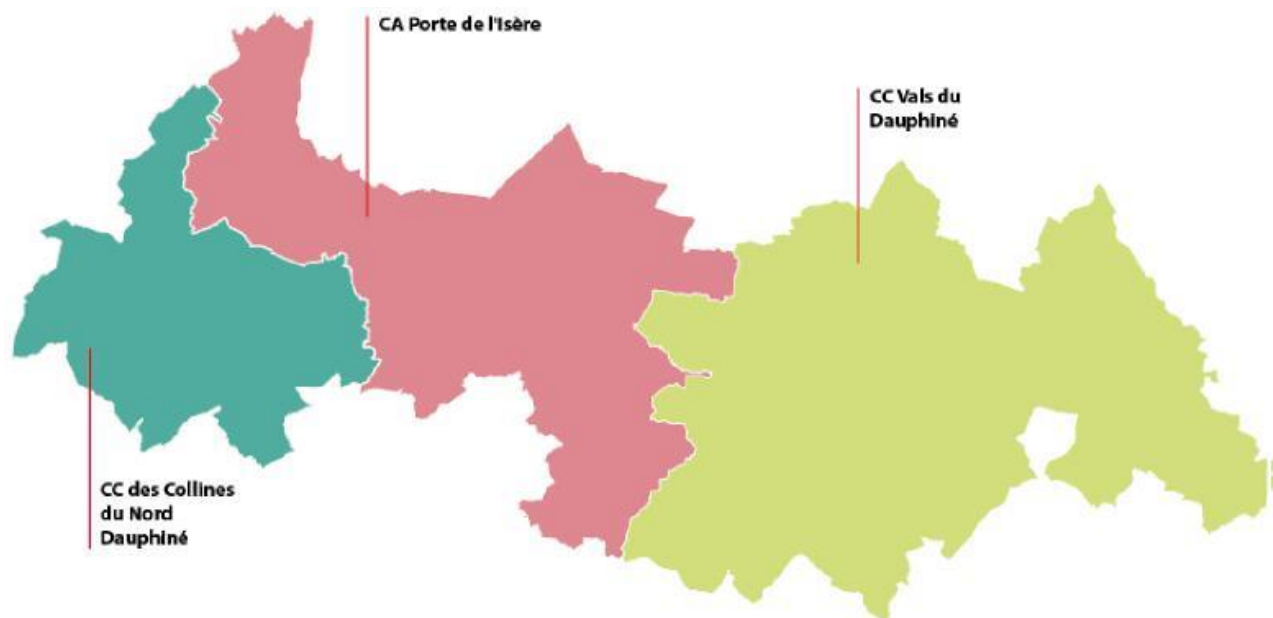 CA Porte de l'Isère
CC Vals du
Dauphiné
CC des Collines
du Nord
Dauphiné